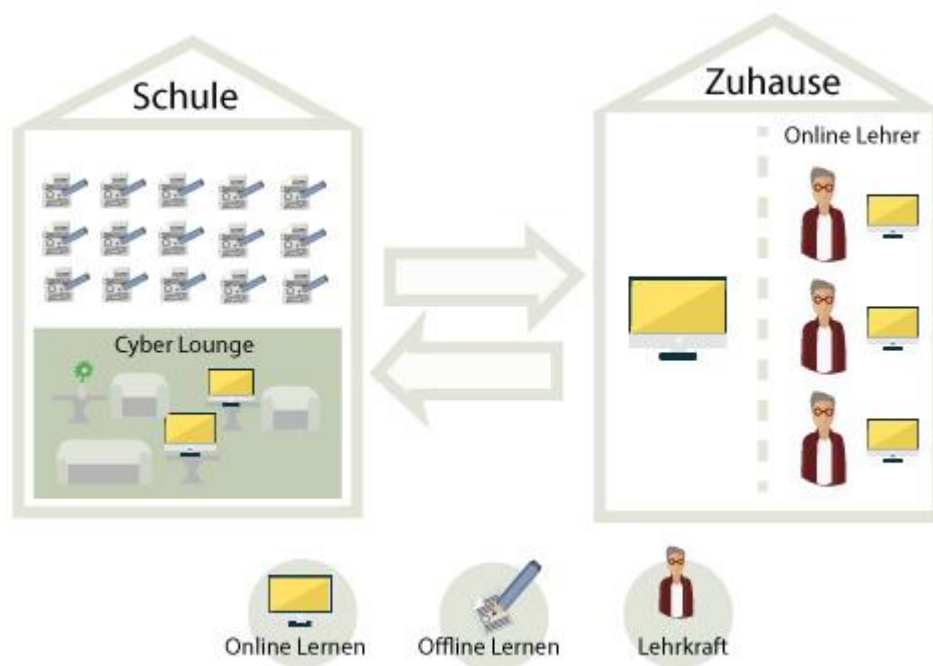 Schule
Zuhause
Online Lehrer
Cyber Lounge
Online Lernen
Offline Lernen
Lehrkraft